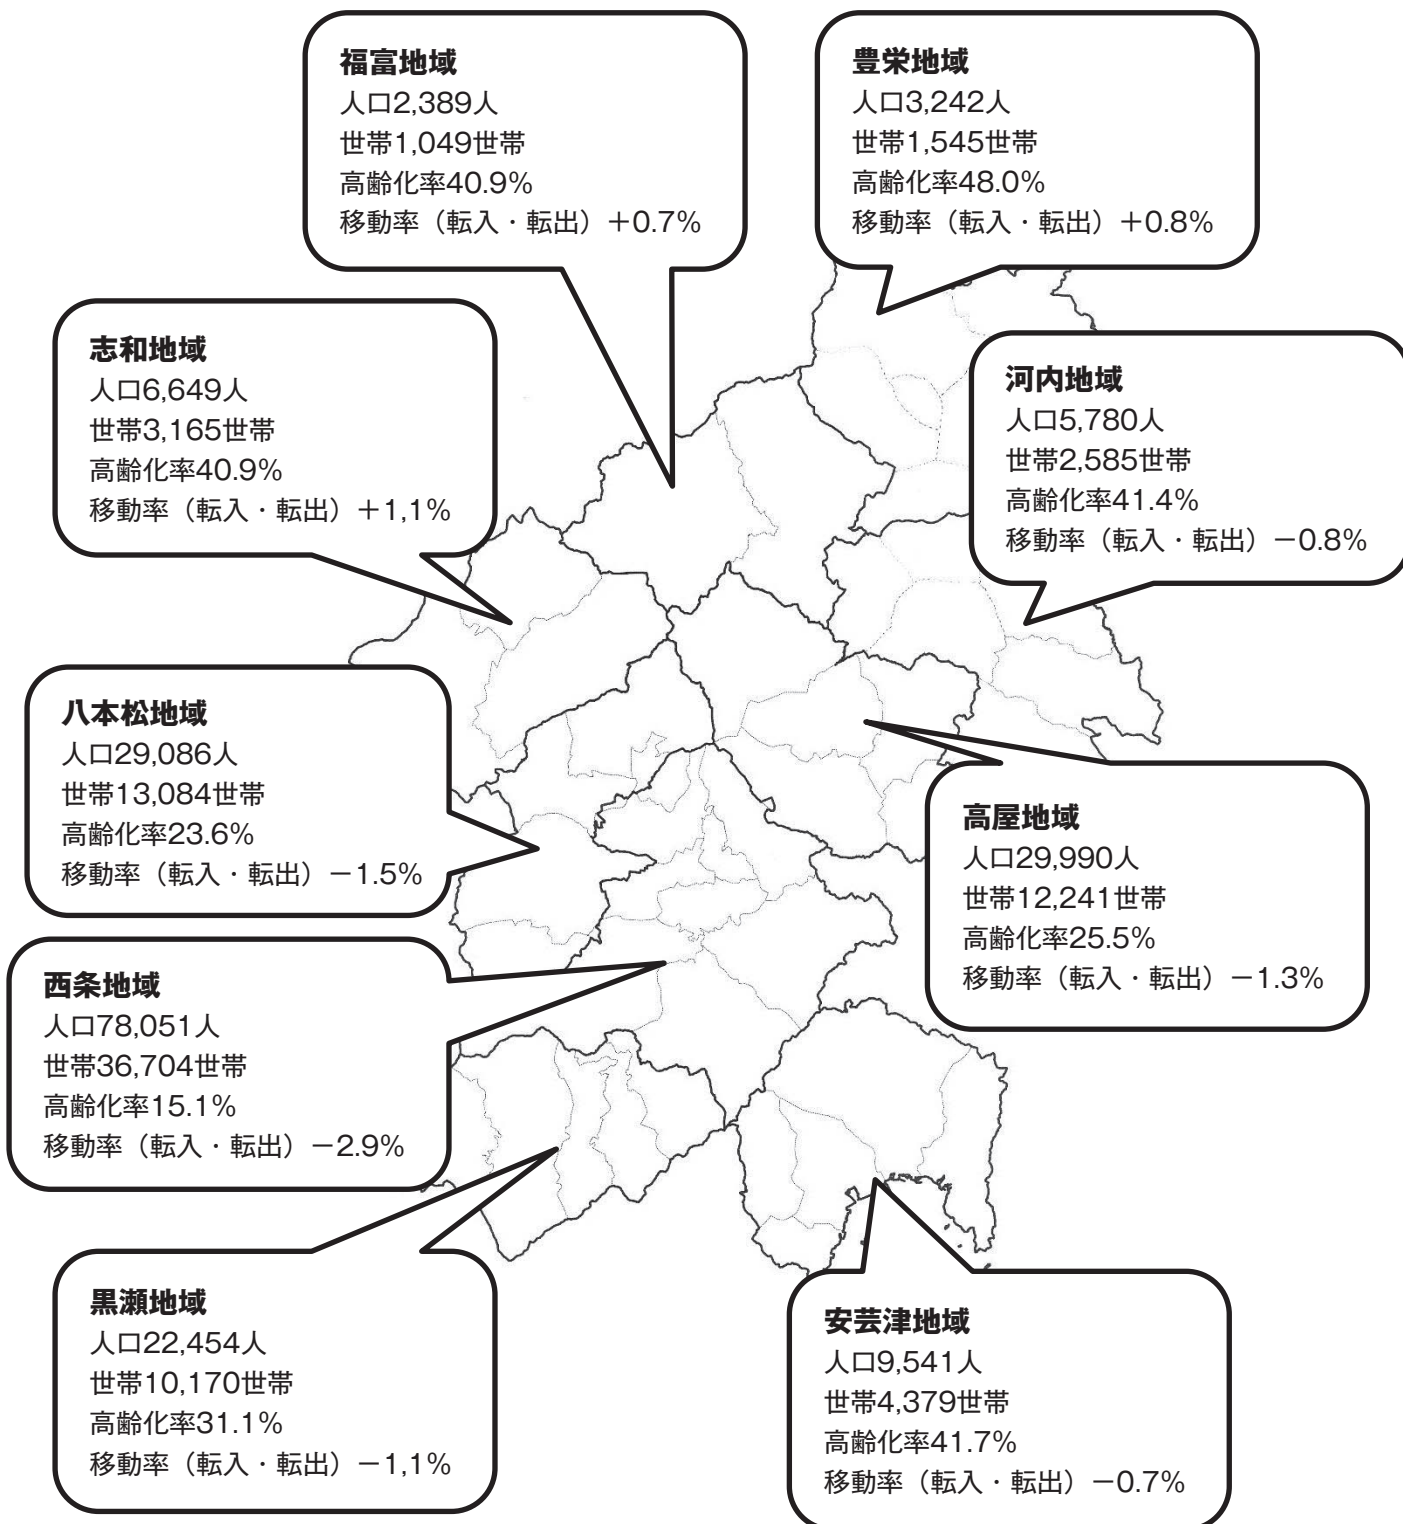 福富地域
人口2,389人
世帯1,049世帯
高齢化率40.9%
移動率（転入・転出）＋0.7%
豊栄地域
人口3,242人
世帯1,545世帯
高齢化率48.0%
移動率（転入・転出）＋0.8%
志和地域
人口6,649人
世帯3,165世帯
高齢化率40.9%
移動率（転入・転出）＋1,1%
河内地域
人口5,780人
世帯2,585世帯
高齢化率41.4%
移動率（転入・転出）－0.8%
八本松地域
人口29,086人
世帯13,084世帯
高齢化率23.6%
移動率（転入・転出）－1.5%
高屋地域
人口29,990人
世帯12,241世帯
高齢化率25.5%
移動率（転入・転出）－1.3%
西条地域
人口78,051人
世帯36,704世帯
高齢化率15.1%
移動率（転入・転出）－2.9%
黒瀬地域
人口22,454人
世帯10,170世帯
高齢化率31.1%
移動率（転入・転出）－1,1%
安芸津地域
人口9,541人
世帯4,379世帯
高齢化率41.7%
移動率（転入・転出）－0.7%